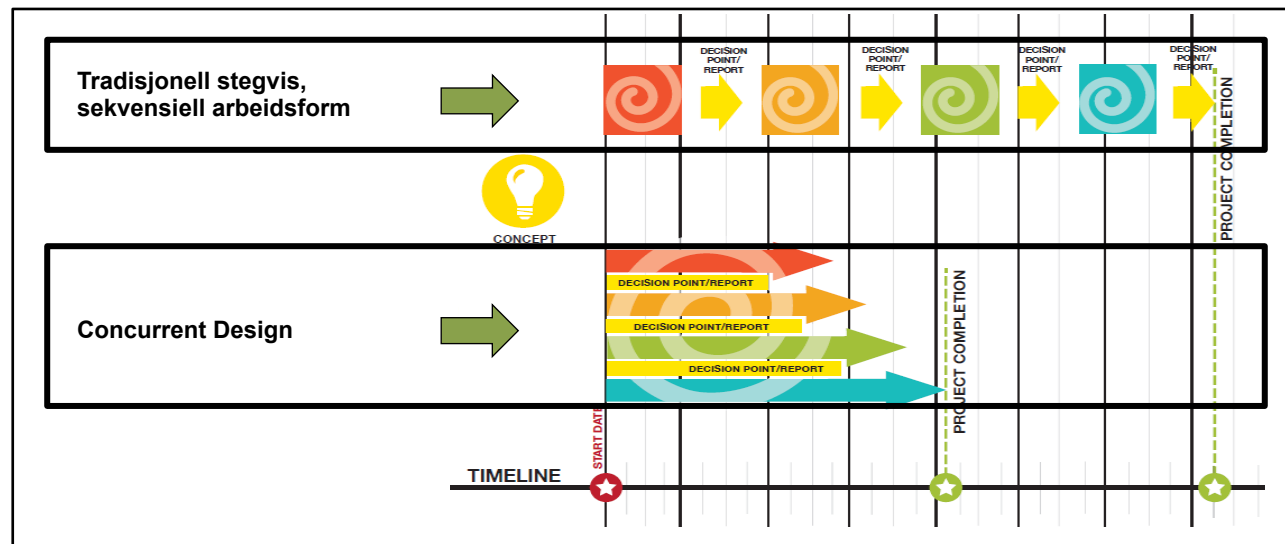 DECISION
POINT/
REPORT
DECISION
POINT/
REPORT
DECISION
POINT/
REPORT
DECISION
POINT/
REPORT
Tradisjonell stegvis,
sekvensiell arbeidsform
PROJECT COMPLETION
CONCEPT
Concurrent Design
DECISION POINT/REPORT
DECISION POINT/REPORT
DECISION POINT/REPORT
PROJECT COMPLETION
START DATE
TIMELINE